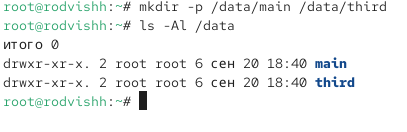 root@rodvishh:~# mkdir -p /data/main /data/third
root@rodvishh:~# ls -Al /data
итого 0
drwxr-xr-x. 2 root root 6 сен 20 18:40 main
drwxr-xr-x. 2 root root 6 сен 20 18:40 third
root@rodvishh:~#